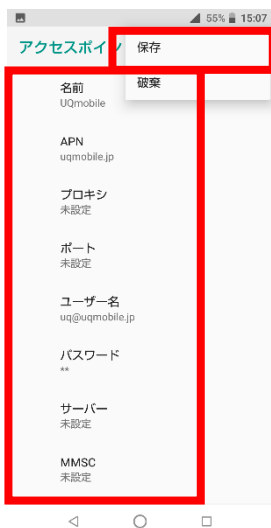 55% 15:07
アクセスポイン
保存
破棄
名前
UQmobile
APN
uqmobile.jp
プロキシ
未設定
ポート
未設定
ユーザー名
uq@uqmobile.jp
パスワード
**
サーバー
未設定
MMSC
未設定